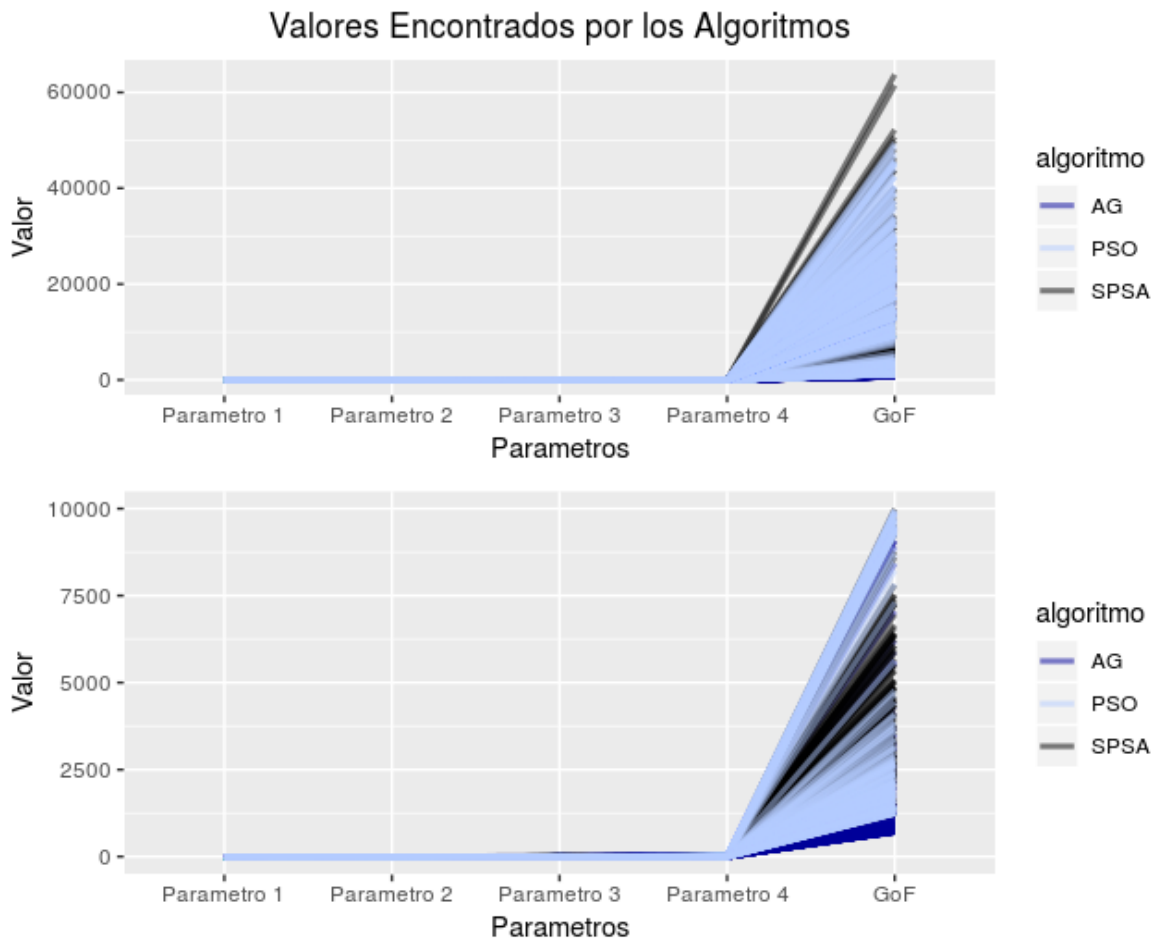 Valores Encontrados por los Algoritmos
60000
40000
20000
0
Valor
Parametro 1
Parametro 2
Parametro 3
Parametro 4
GoF
Parametros
algoritmo
AG
PSO
SPSA
10000
7500
5000
2500
0
Valor
Parametro 1
Parametro 2
Parametro 3
Parametro 4
GoF
Parametros
algoritmo
AG
PSO
SPSA